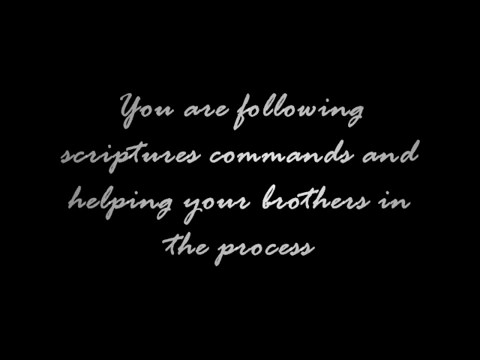 You are following
scriptures commands and
helping your brothers in
the process